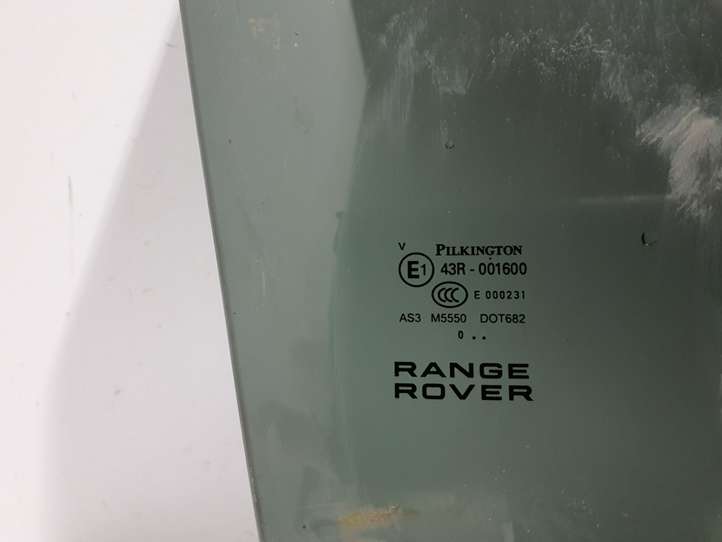 V
PILKINGTON
E1 43R - 001600
CCC E 000231
AS3 M5550 DOT682
0 . .
RANGE
ROVER